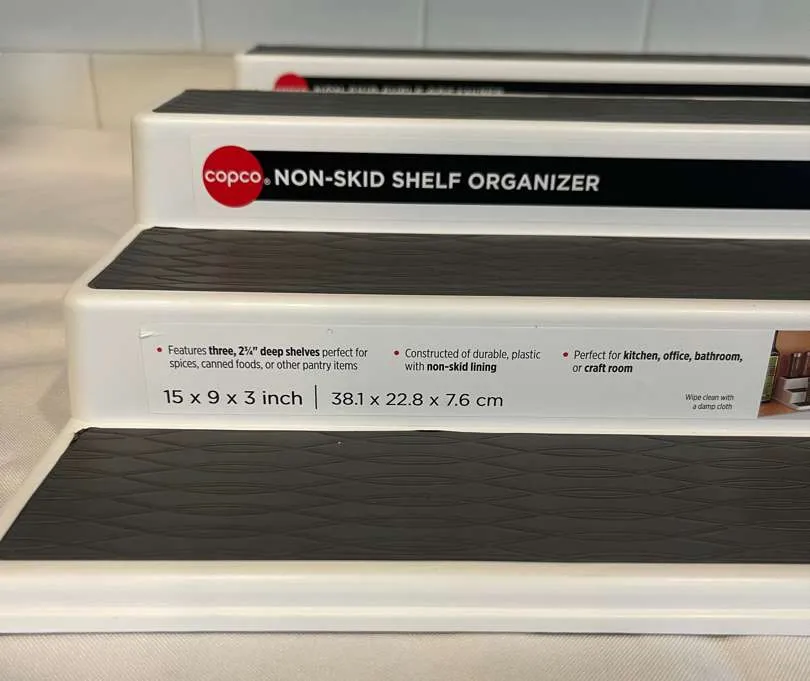 copco® NON-SKID SHELF ORGANIZER
• Features three, 2¾" deep shelves perfect for
spices, canned foods, or other pantry items
• Constructed of durable, plastic
with non-skid lining
• Perfect for kitchen, office, bathroom,
or craft room
15 x 9 x 3 inch | 38.1 x 22.8 x 7.6 cm
Wipe clean with
a damp cloth